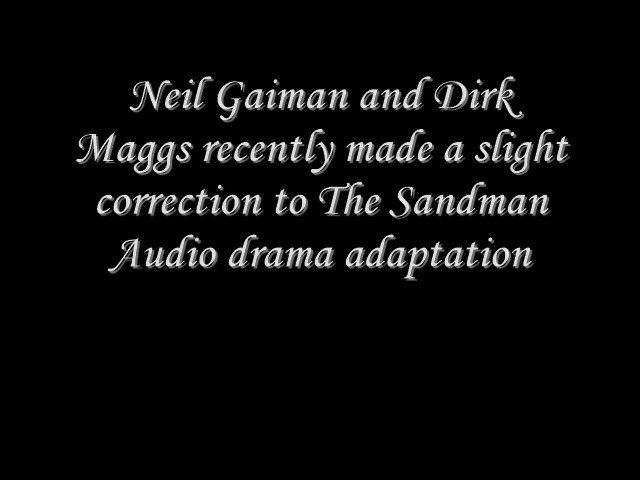 Neil Gaiman and Dirk
Maggs recently made a slight
correction to The Sandman
Audio drama adaptation